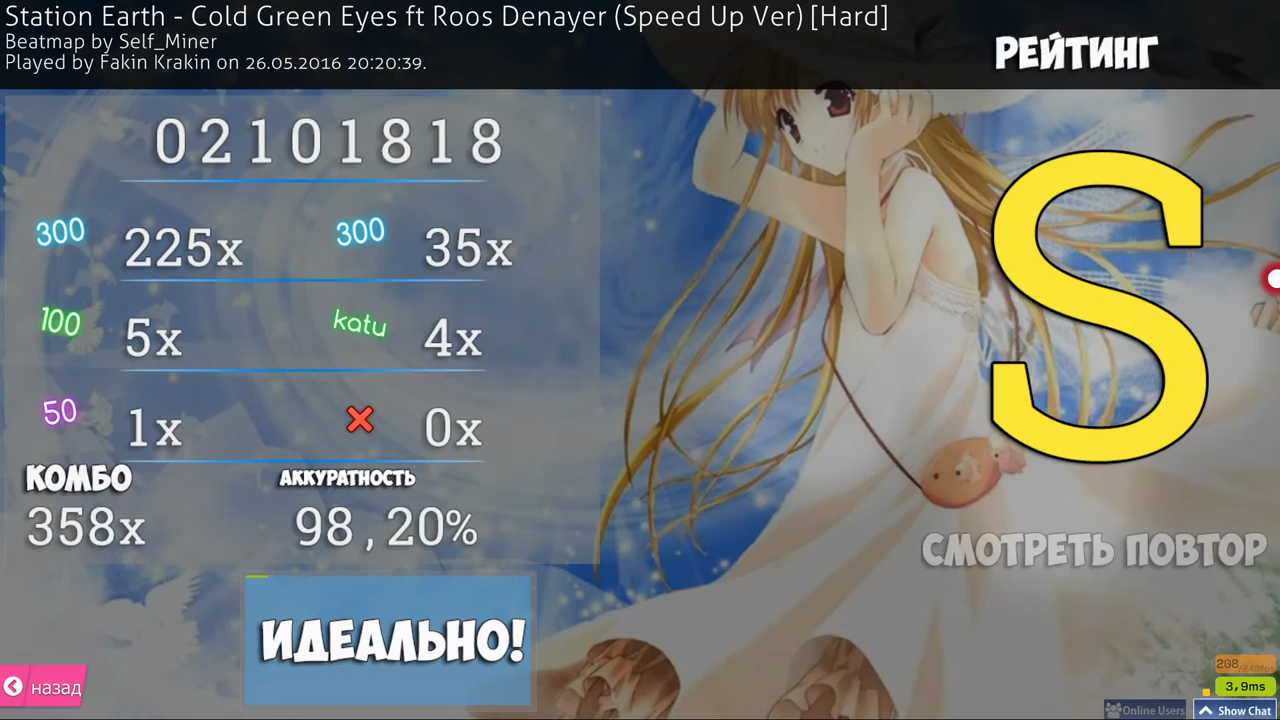 Station Earth - Cold Green Eyes ft Roos Denayer (Speed Up Ver) [Hard]
Beatmap by Self_Miner
Played by Fakin Krakin on 26.05.2016 20:20:39.
РЕЙТИНГ
02101818
300 225x 300 35x
100 5x katu 4x
50 1x 0x
КОМБО АККУРАТНОСТЬ
358x 98,20%
S
СМОТРЕТЬ ПОВТОР
ИДЕАЛЬНО!
назад
208
3,9ms
Online Users Show Chat